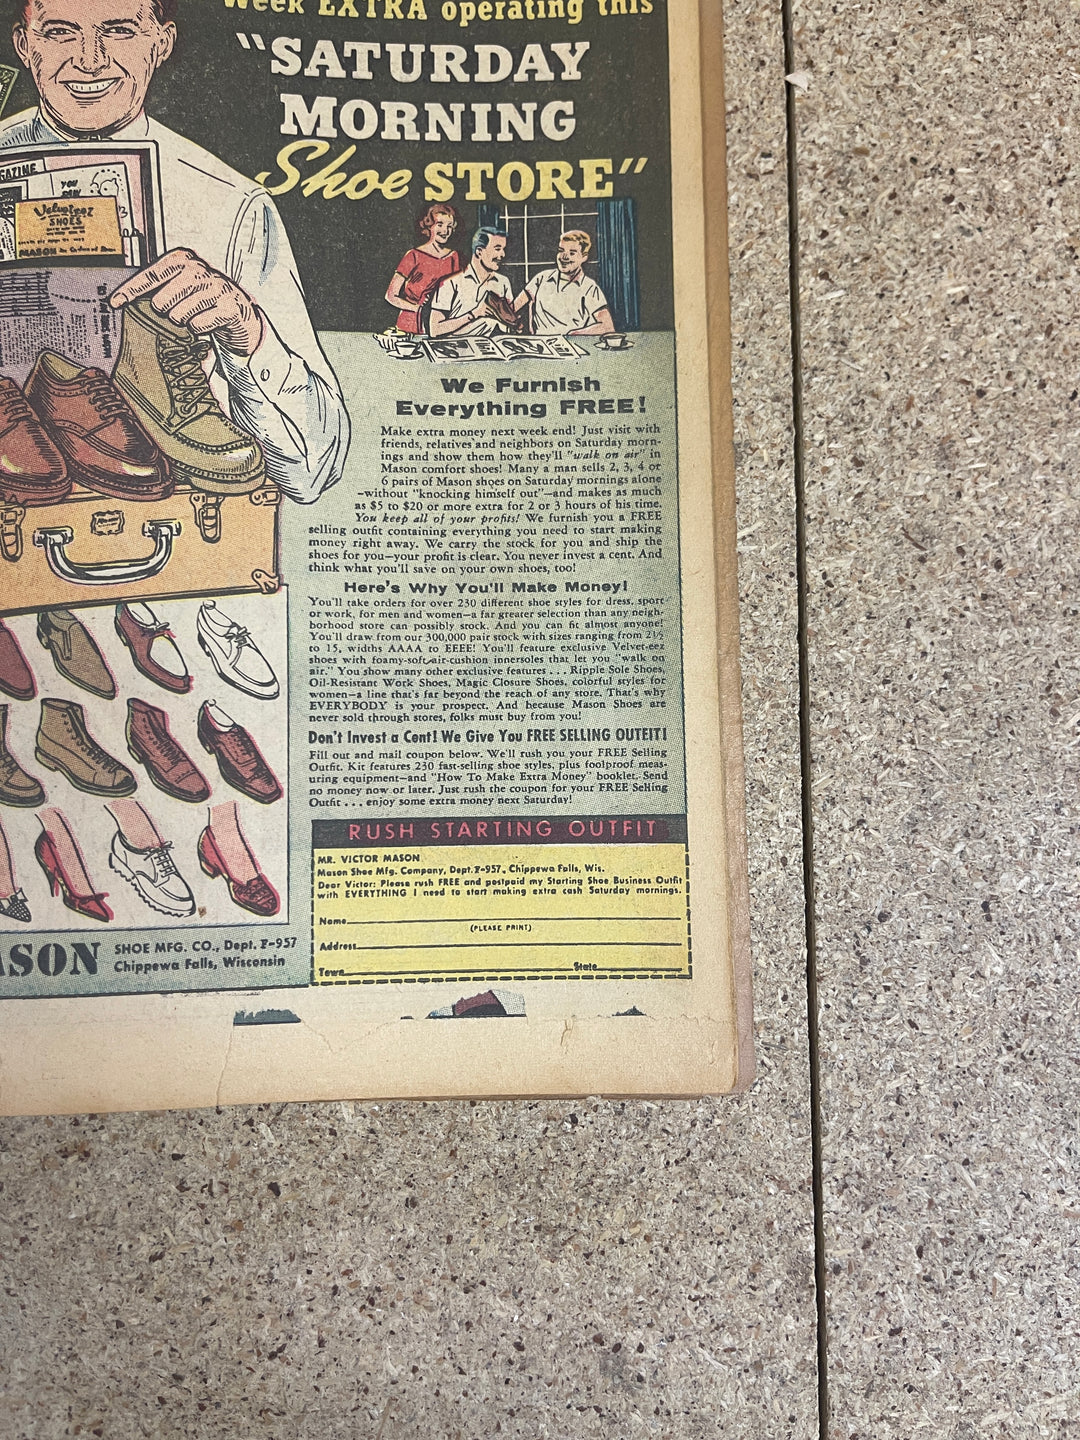 Week EXTRA operating this
"SATURDAY
MORNING
Shoe STORE"
GAZINE
YOU
Velveteez
SHOES
MASON
We Furnish
Everything FREE!
Make extra money next week end! Just visit with
friends, relatives and neighbors on Saturday morn-
ings and show them how they'll "walk on air" in
Mason comfort shoes! Many a man sells 2, 3, 4 or
6 pairs of Mason shoes on Saturday mornings alone
-without "knocking himself out"-and makes as much
as $5 to $20 or more extra for 2 or 3 hours of his time.
You keep all of your profits! We furnish you a FREE
selling outfit containing everything you need to start making
money right away. We carry the stock for you and ship the
shoes for you-your profit is clear. You never invest a cent. And
think what you'll save on your own shoes, too!
Here's Why You'll Make Money!
You'll take orders for over 230 different shoe styles for dress, sport
or work, for men and women-a far greater selection than any neigh-
borhood store can possibly stock. And you can fit almost anyone!
You'll draw from our 300,000 pair stock with sizes ranging from 2½
to 15, widths AAAA to EEEE! You'll feature exclusive Velvet-eez
shoes with foamy-soft air-cushion innersoles that let you "walk on
air." You show many other exclusive features . . . Ripple Sole Shoes,
Oil-Resistant Work Shoes, Magic Closure Shoes, colorful styles for
women-a line that's far beyond the reach of any store. That's why
EVERYBODY is your prospect. And because Mason Shoes are
never sold through stores, folks must buy from you!
Don't Invest a Cent! We Give You FREE SELLING OUTFIT!
Fill out and mail coupon below. We'll rush you your FREE Selling
Outfit. Kit features 230 fast-selling shoe styles, plus foolproof meas-
uring equipment-and "How To Make Extra Money" booklet. Send
no money now or later. Just rush the coupon for your FREE Selling
Outfit . . . enjoy some extra money next Saturday!
RUSH STARTING OUTFIT
MR. VICTOR MASON
Mason Shoe Mfg. Company, Dept. F-957, Chippewa Falls, Wis.
Dear Victor: Please rush FREE and postpaid my Starting Shoe Business Outfit
with EVERYTHING I need to start making extra cash Saturday mornings.
Name
(PLEASE PRINT)
Address
Town State
ASON SHOE MFG. CO., Dept. F-957
Chippewa Falls, Wisconsin